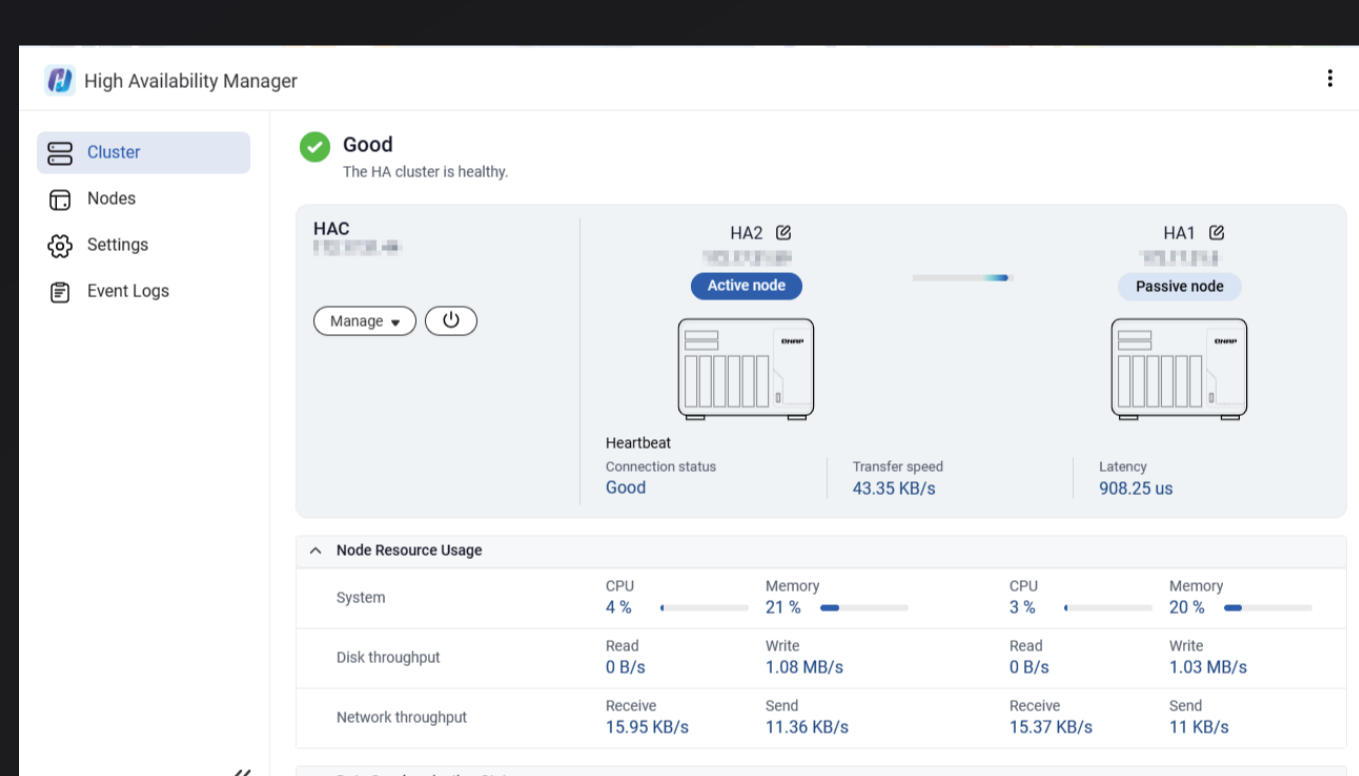 High Availability Manager
Cluster
Nodes
Settings
Event Logs
Good
The HA cluster is healthy.
HAC
Manage
HA2
Active node
QNAP
HA1
Passive node
QNAP
Heartbeat
Connection status
Good
Transfer speed
43.35 KB/s
Latency
908.25 us
Node Resource Usage
System
CPU
4 %
Memory
21 %
CPU
3 %
Memory
20 %
Disk throughput
Read
0 B/s
Write
1.08 MB/s
Read
0 B/s
Write
1.03 MB/s
Network throughput
Receive
15.95 KB/s
Send
11.36 KB/s
Receive
15.37 KB/s
Send
11 KB/s